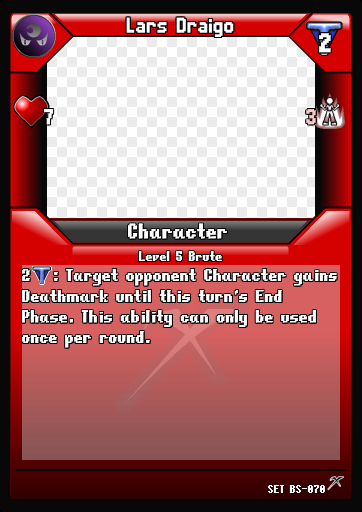 Lars Draigo
2
7
3
Character
Level 5 Brute
2 : Target opponent Character gains
Deathmark until this turn's End
Phase. This ability can only be used
once per round.
SET BS-070